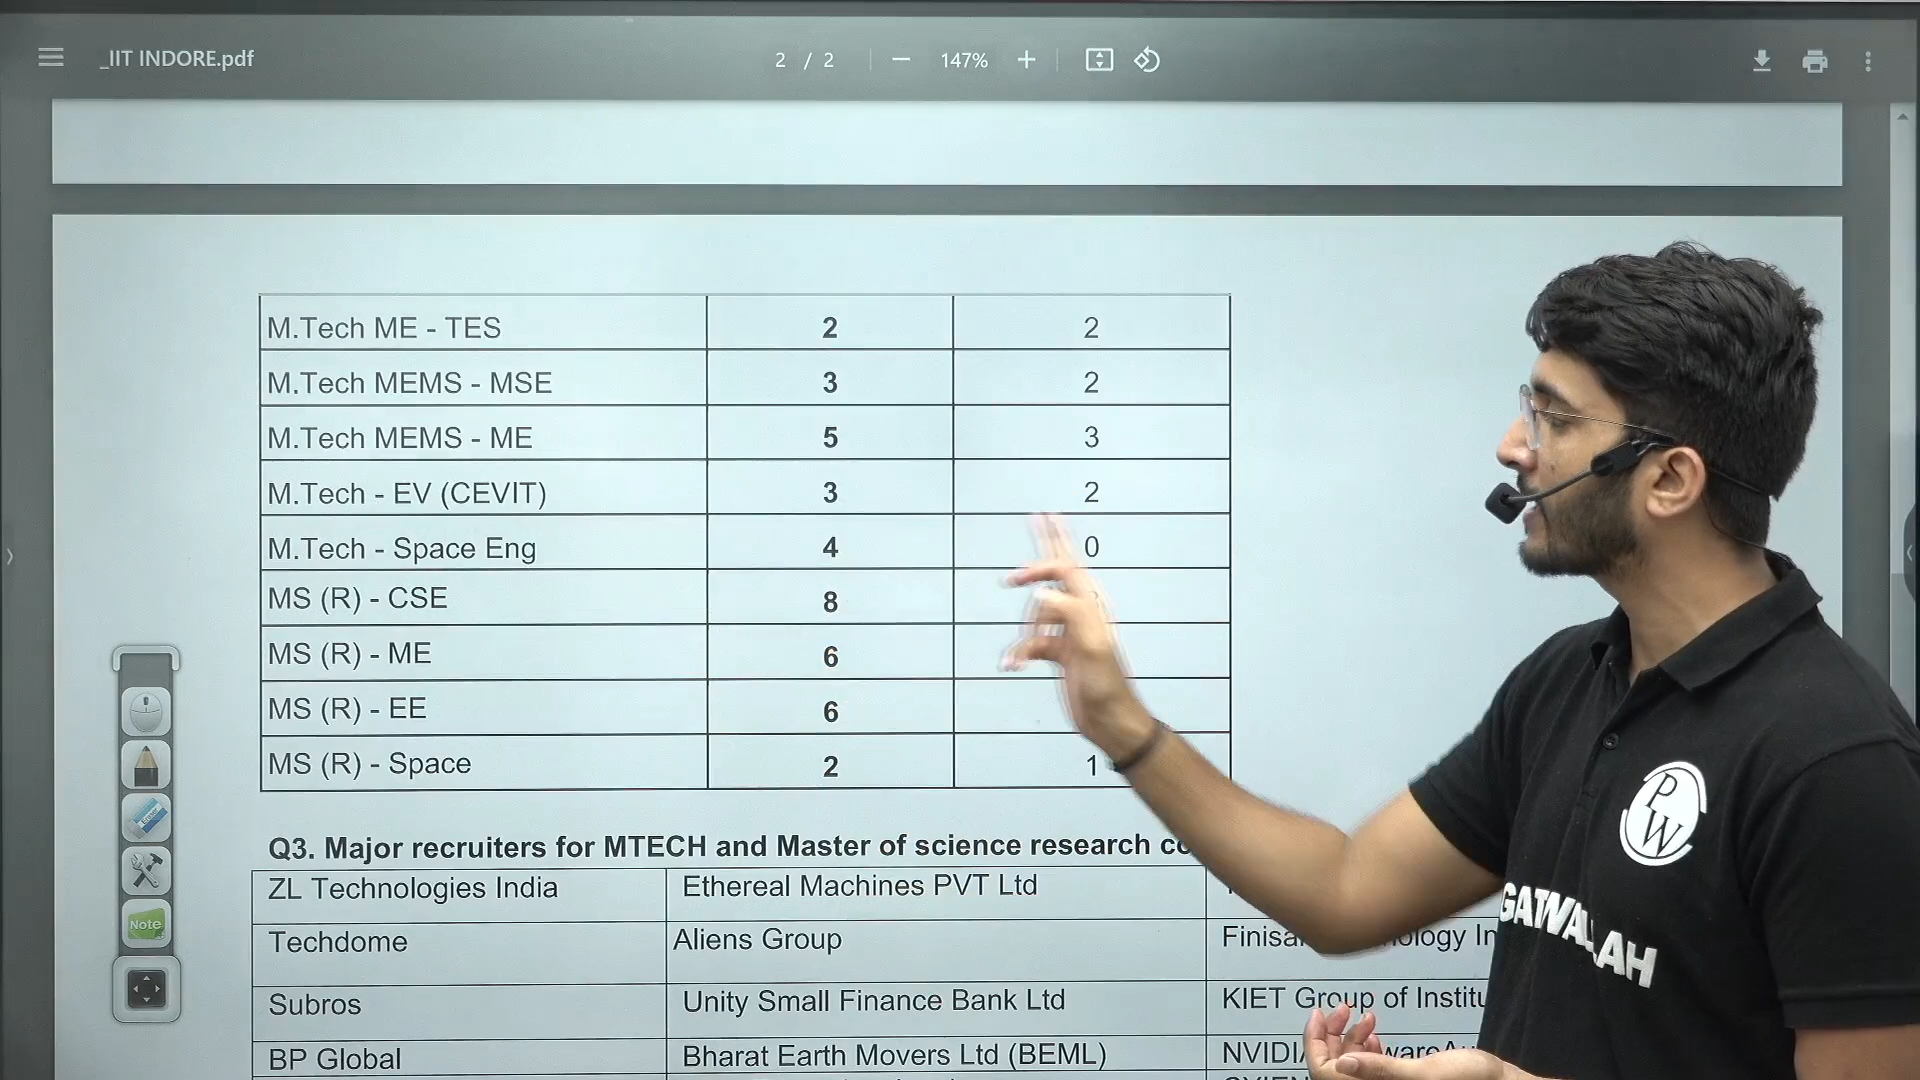 _IIT INDORE.pdf
2 / 2
147%
M.Tech ME - TES 2 2
M.Tech MEMS - MSE 3 2
M.Tech MEMS - ME 5 3
M.Tech - EV (CEVIT) 3 2
M.Tech - Space Eng 4 0
MS (R) - CSE 8
MS (R) - ME 6
MS (R) - EE 6
MS (R) - Space 2 1
Q3. Major recruiters for MTECH and Master of science research
ZL Technologies India Ethereal Machines PVT Ltd
Techdome Aliens Group
Subros Unity Small Finance Bank Ltd KIET Group of
BP Global Bharat Earth Movers Ltd (BEML)
Note
PW
GATWALLAH